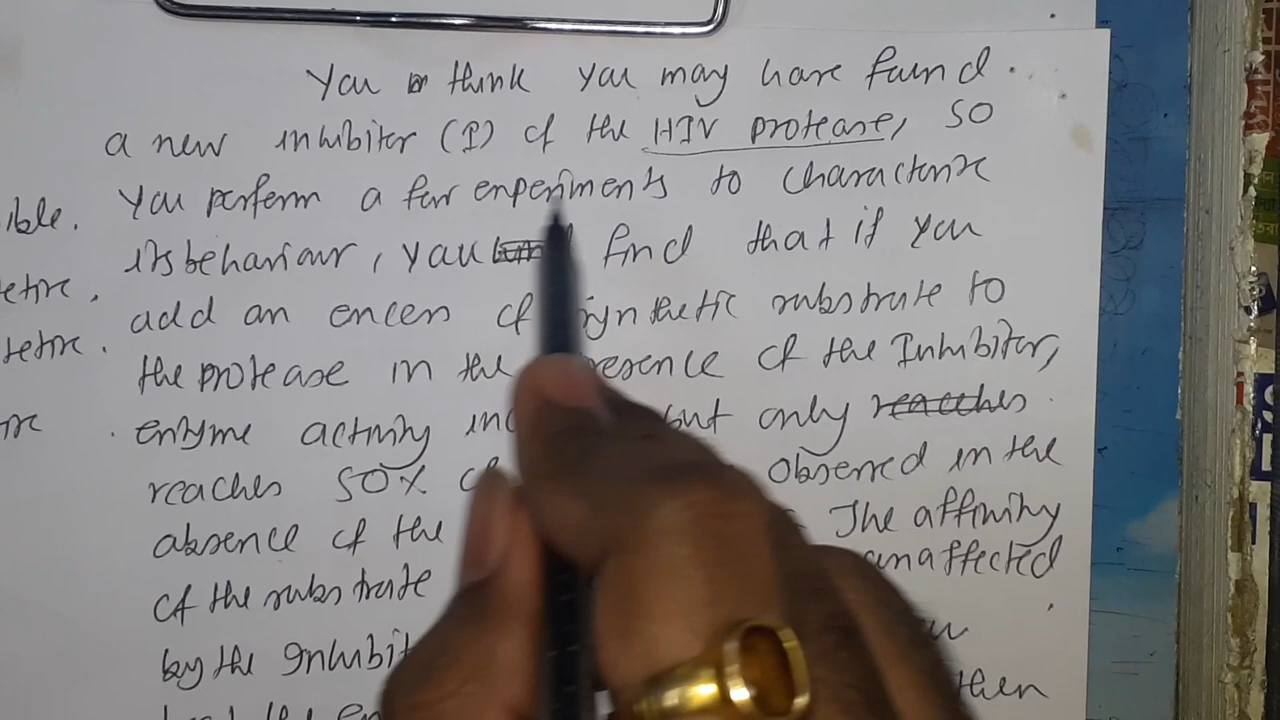 You think you may have found.
a new inhibitor (I) of the HIV protease, so
you perform a few experiments to characterize
its behaviour, you find that if you
add an excess of synthetic substrate to
the protease in the presence of the Inhibitor,
enzyme activity but only reaches
reaches 50% of observed in the
absence of the The affinity
of the substrate unaffected
by the
then
ible.